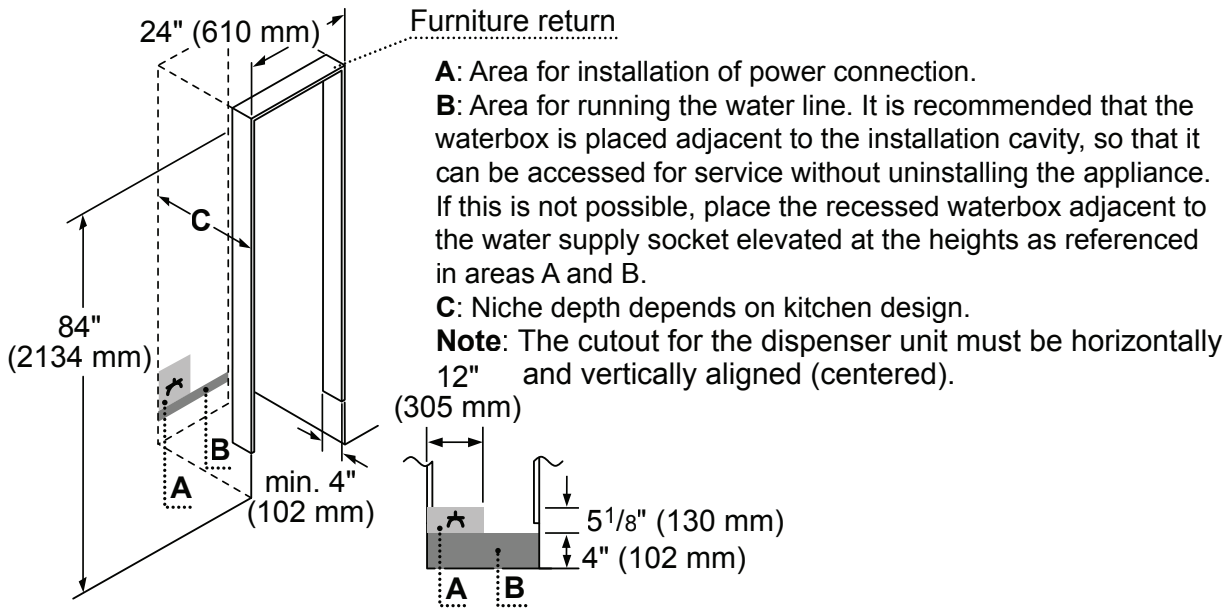 24" (610 mm)
Furniture return
A: Area for installation of power connection.
B: Area for running the water line. It is recommended that the
waterbox is placed adjacent to the installation cavity, so that it
can be accessed for service without uninstalling the appliance.
If this is not possible, place the recessed waterbox adjacent to
the water supply socket elevated at the heights as referenced
in areas A and B.
C: Niche depth depends on kitchen design.
Note: The cutout for the dispenser unit must be horizontally
and vertically aligned (centered).
C
84"
(2134 mm)
B
A
min. 4"
(102 mm)
12"
(305 mm)
5 1/8" (130 mm)
4" (102 mm)
A
B